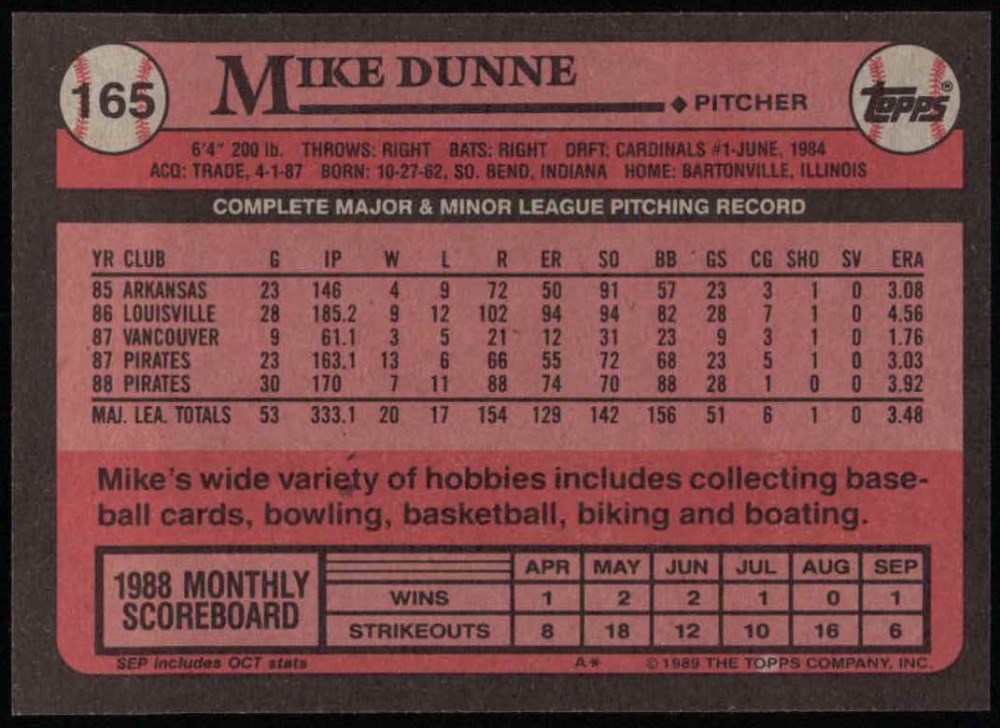 165
MIKE DUNNE
◆ PITCHER
TOPPS®
6'4" 200 lb. THROWS: RIGHT BATS: RIGHT DRFT: CARDINALS #1-JUNE, 1984
ACQ: TRADE, 4-1-87 BORN: 10-27-62, SO. BEND, INDIANA HOME: BARTONVILLE, ILLINOIS
COMPLETE MAJOR & MINOR LEAGUE PITCHING RECORD
YR CLUB G IP W L R ER SO BB GS CG SHO SV ERA
85 ARKANSAS 23 146 4 9 72 50 91 57 23 3 1 0 3.08
86 LOUISVILLE 28 185.2 9 12 102 94 94 82 28 7 1 0 4.56
87 VANCOUVER 9 61.1 3 5 21 12 31 23 9 3 1 0 1.76
87 PIRATES 23 163.1 13 6 66 55 72 68 23 5 1 0 3.03
88 PIRATES 30 170 7 11 88 74 70 88 28 1 0 0 3.92
MAJ. LEA. TOTALS 53 333.1 20 17 154 129 142 156 51 6 1 0 3.48
Mike's wide variety of hobbies includes collecting base-
ball cards, bowling, basketball, biking and boating.
1988 MONTHLY
SCOREBOARD
APR MAY JUN JUL AUG SEP
WINS 1 2 2 1 0 1
STRIKEOUTS 8 18 12 10 16 6
SEP includes OCT stats A* © 1989 THE TOPPS COMPANY, INC.